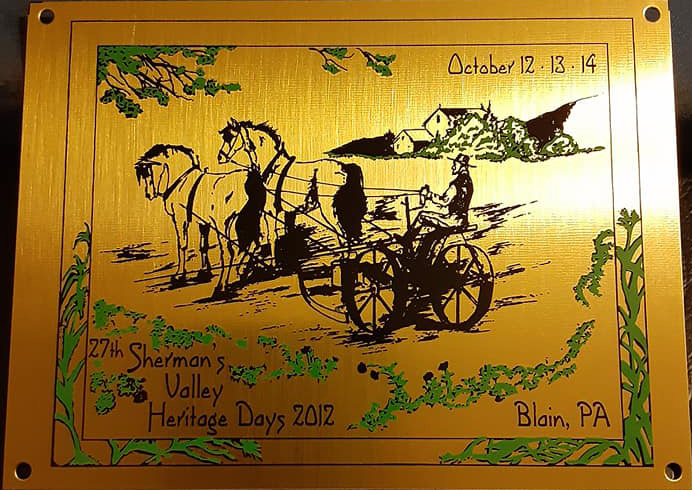 October 12 · 13 · 14
27th Sherman's
Valley
Heritage Days 2012
Blain, PA